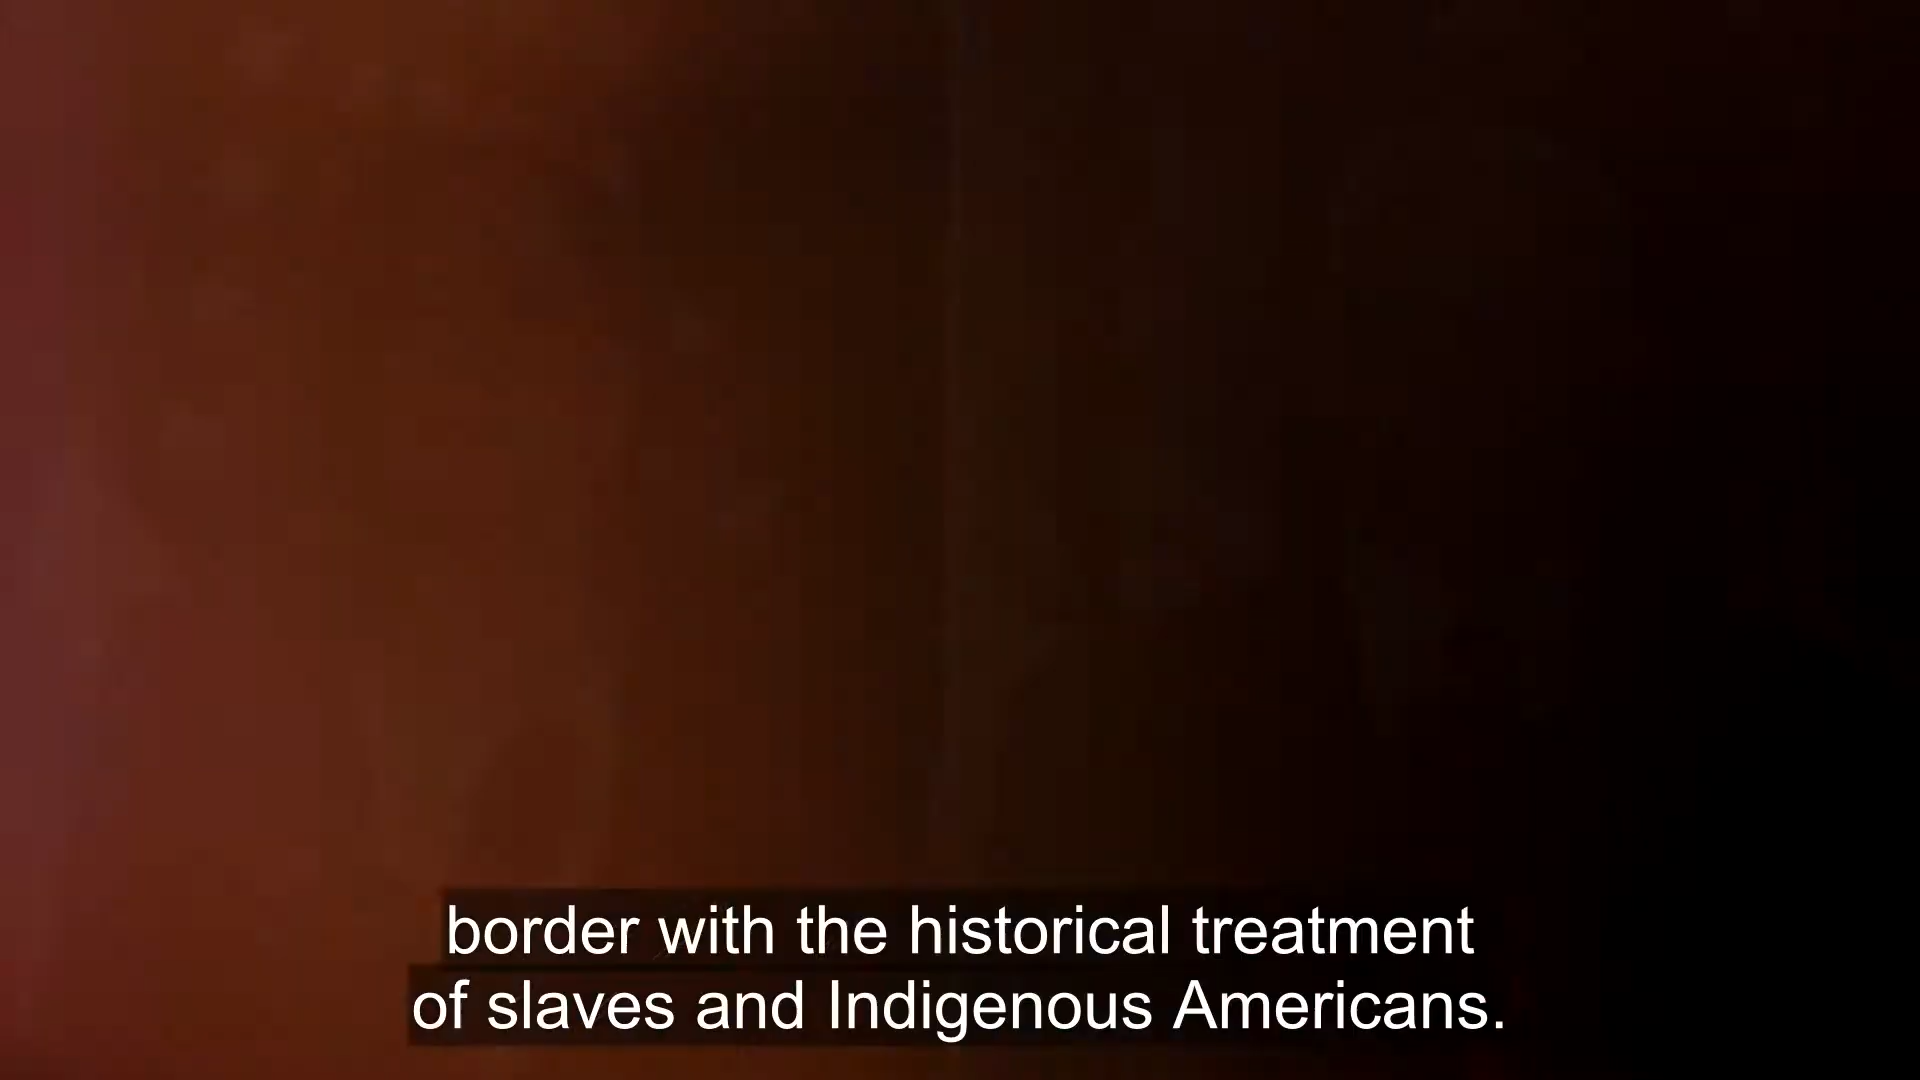 border with the historical treatment
of slaves and Indigenous Americans.